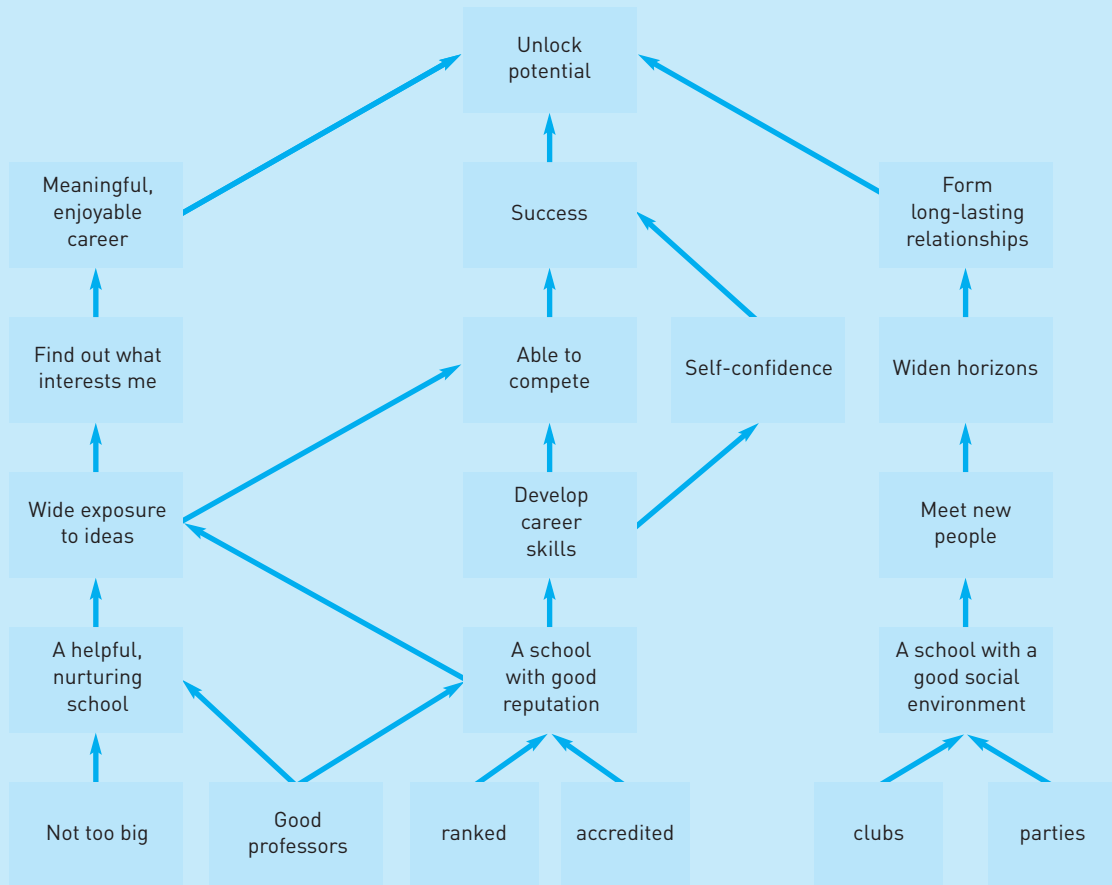 Unlock
potential
Meaningful,
enjoyable
career
Success
Form
long-lasting
relationships
Find out what
interests me
Able to
compete
Self-confidence
Widen horizons
Wide exposure
to ideas
Develop
career
skills
Meet new
people
A helpful,
nurturing
school
A school
with good
reputation
A school with a
good social
environment
Not too big
Good
professors
ranked
accredited
clubs
parties